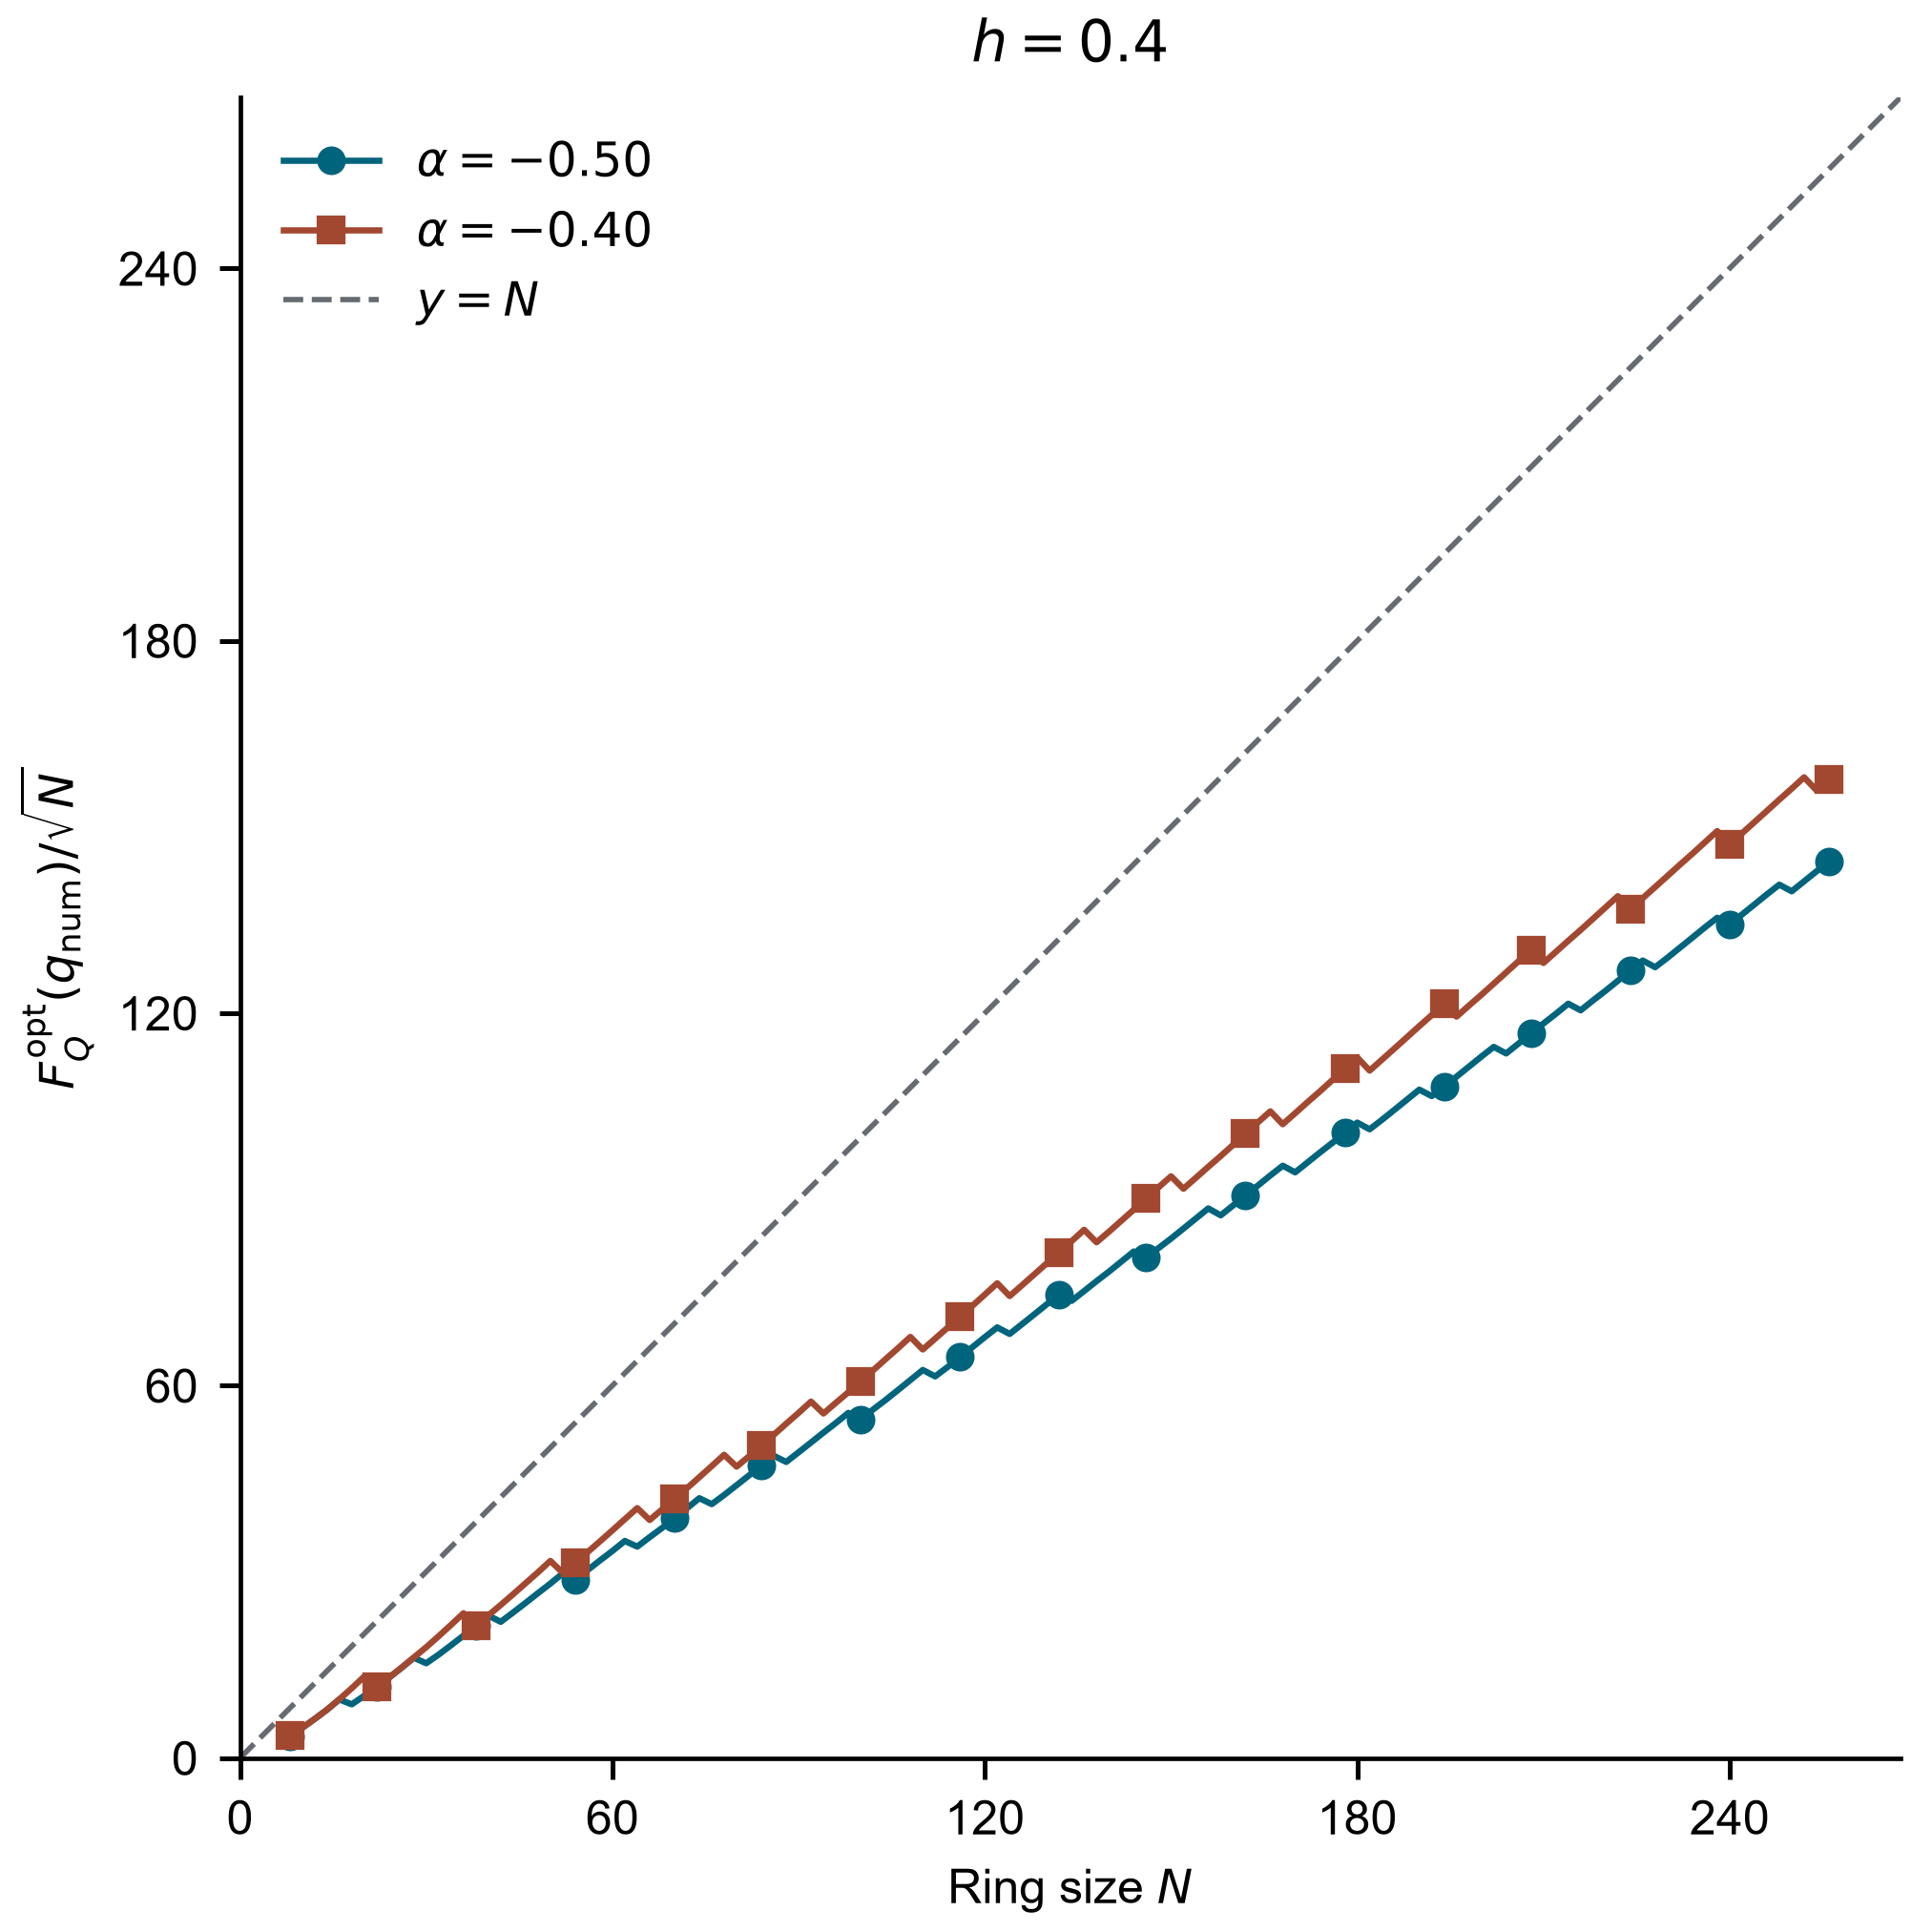 h = 0.4
α = −0.50
α = −0.40
y = N
240
180
120
60
0
F_Q^opt(q_num)/√N
0 60 120 180 240
Ring size N